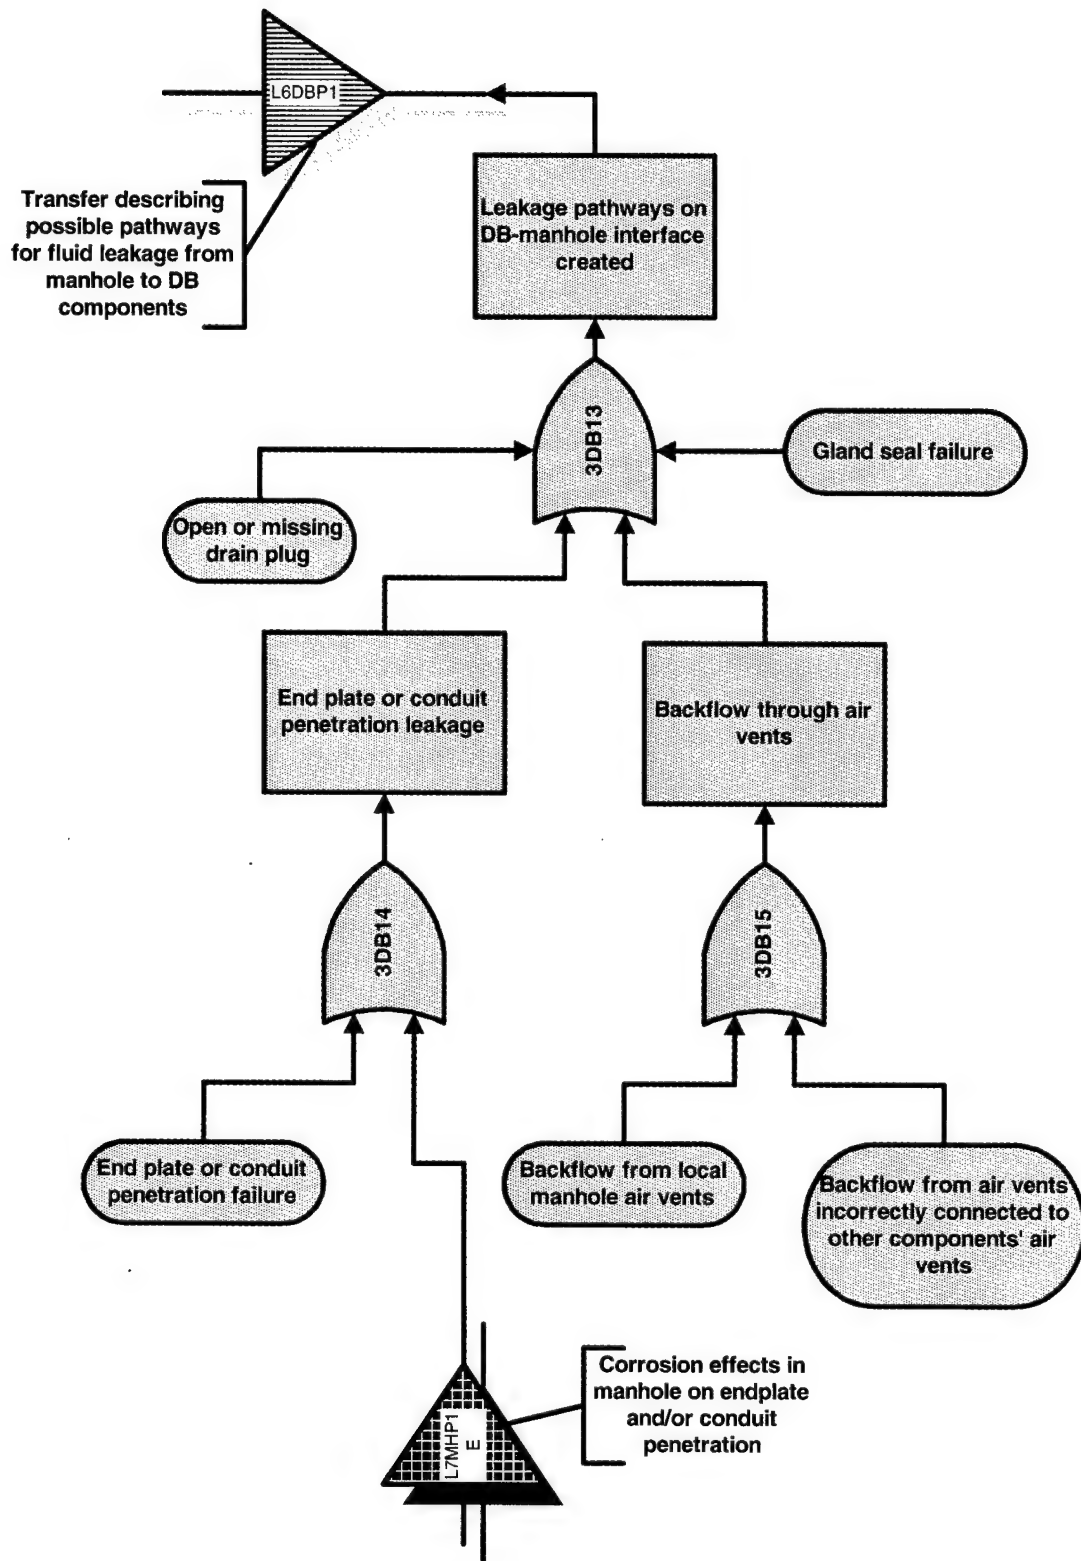 L6DBP1
Transfer describing
possible pathways
for fluid leakage from
manhole to DB
components
Leakage pathways on
DB-manhole interface
created
3DB13
Gland seal failure
Open or missing
drain plug
End plate or conduit
penetration leakage
Backflow through air
vents
3DB14
3DB15
End plate or conduit
penetration failure
Backflow from local
manhole air vents
Backflow from air vents
incorrectly connected to
other components' air
vents
L7MHP1
E
Corrosion effects in
manhole on endplate
and/or conduit
penetration